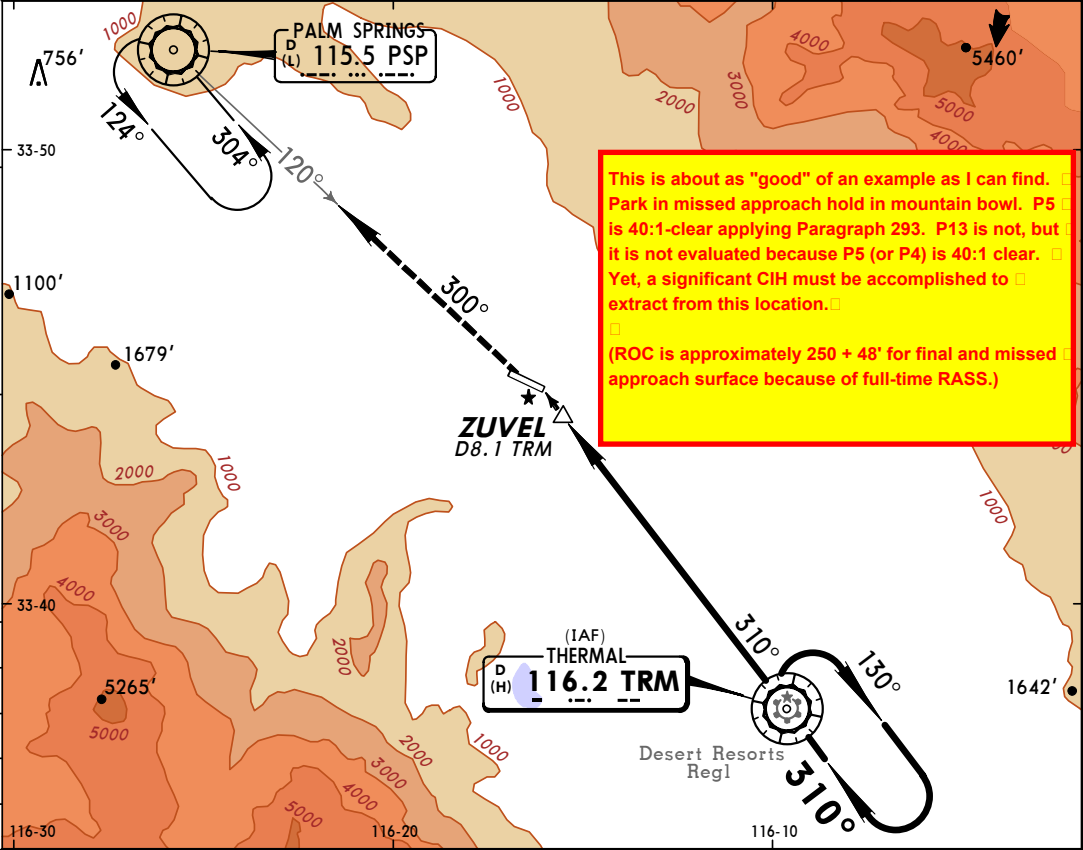 1000
PALM SPRINGS
D
(L) 115.5 PSP
756'
4000
5460'
3000
2000
1000
5000
4000
33-50
124°
304°
120°
This is about as "good" of an example as I can find.
Park in missed approach hold in mountain bowl. P5
is 40:1-clear applying Paragraph 293. P13 is not, but
it is not evaluated because P5 (or P4) is 40:1 clear.
Yet, a significant CIH must be accomplished to
extract from this location.
(ROC is approximately 250 + 48' for final and missed
approach surface because of full-time RASS.)
1100'
300°
1679'
ZUVEL
D8.1 TRM
2000
1000
3000
1000
4000
33-40
2000
310°
(IAF)
THERMAL
D
(H) 116.2 TRM
130°
1642'
5265'
5000
Desert Resorts
Regl
2000
1000
3000
4000
5000
310°
116-30
116-20
116-10